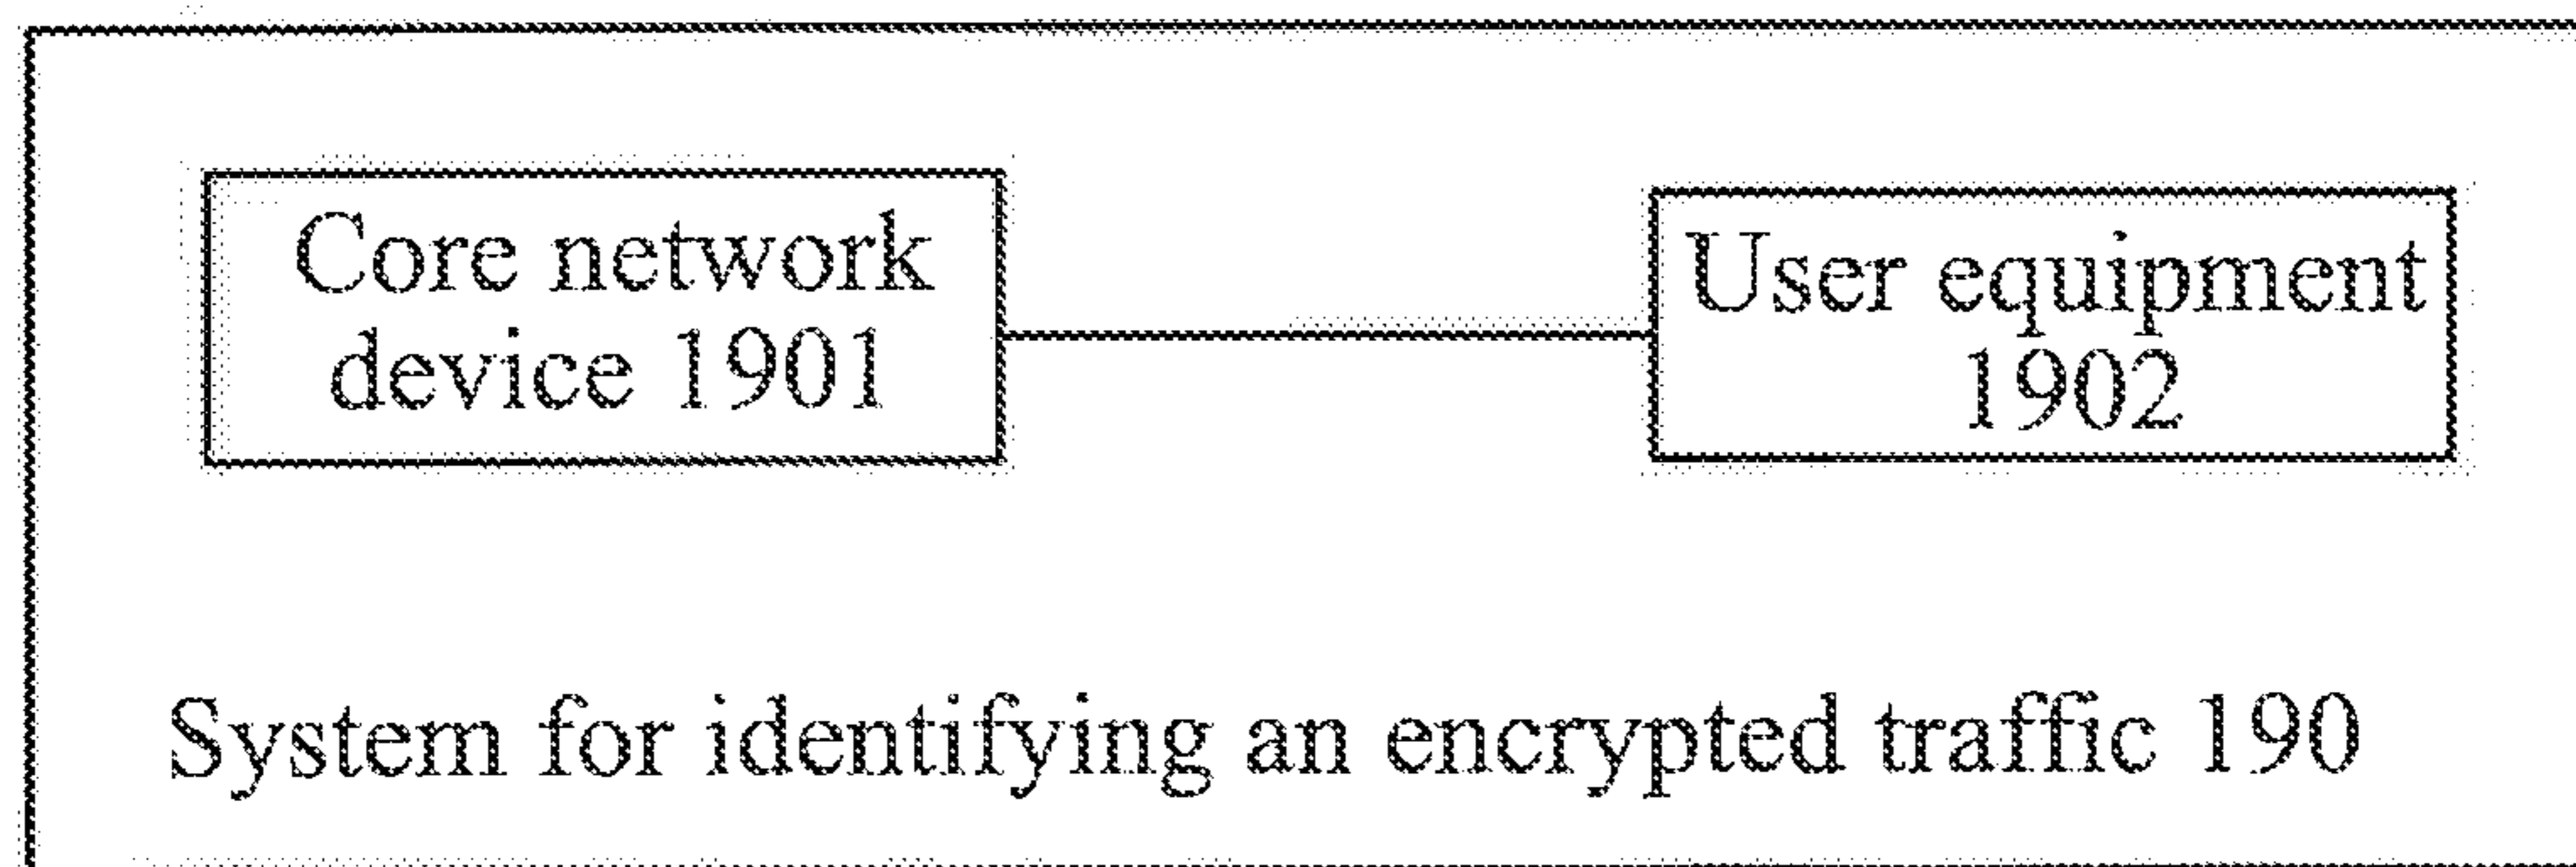 Core network
device 1901
User equipment
1902
System for identifying an encrypted traffic 190